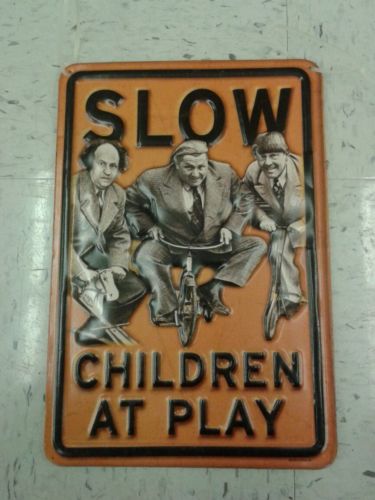 SLOW
CHILDREN
AT PLAY